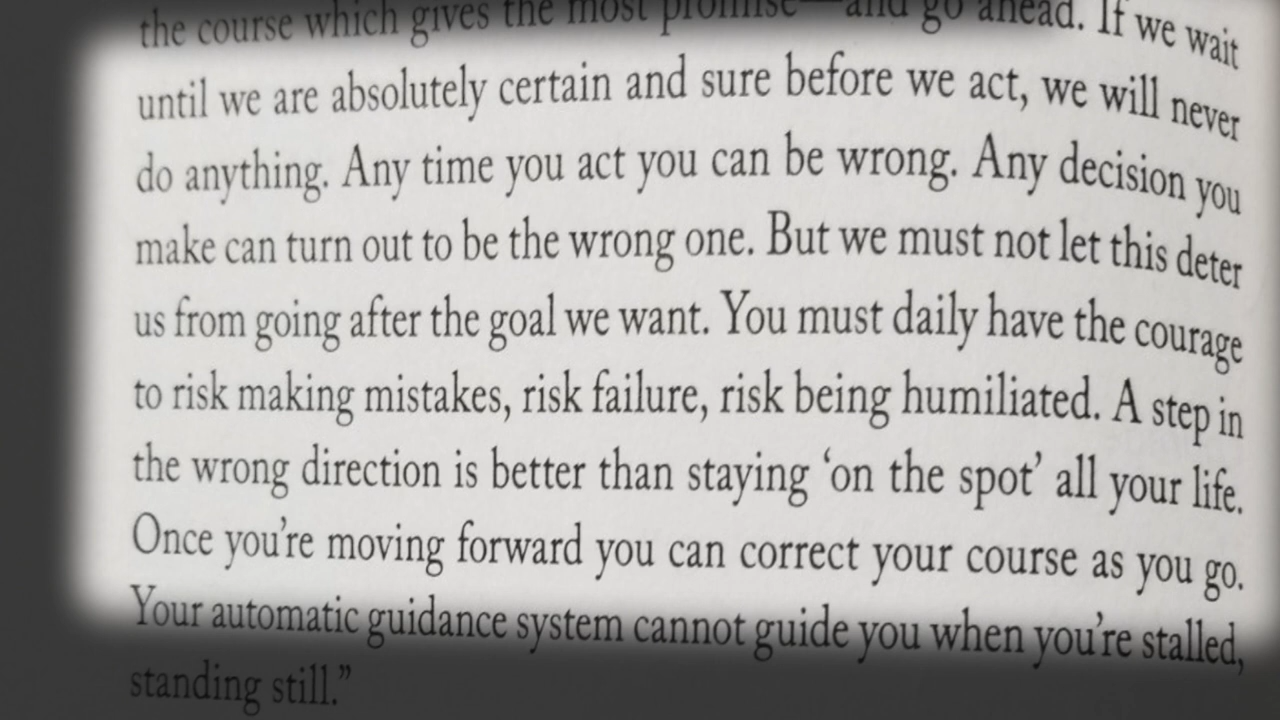 the course which gives the most promise—and go ahead. If we wait
until we are absolutely certain and sure before we act, we will never
do anything. Any time you act you can be wrong. Any decision you
make can turn out to be the wrong one. But we must not let this deter
us from going after the goal we want. You must daily have the courage
to risk making mistakes, risk failure, risk being humiliated. A step in
the wrong direction is better than staying ‘on the spot’ all your life.
Once you’re moving forward you can correct your course as you go.
Your automatic guidance system cannot guide you when you’re stalled,
standing still.”